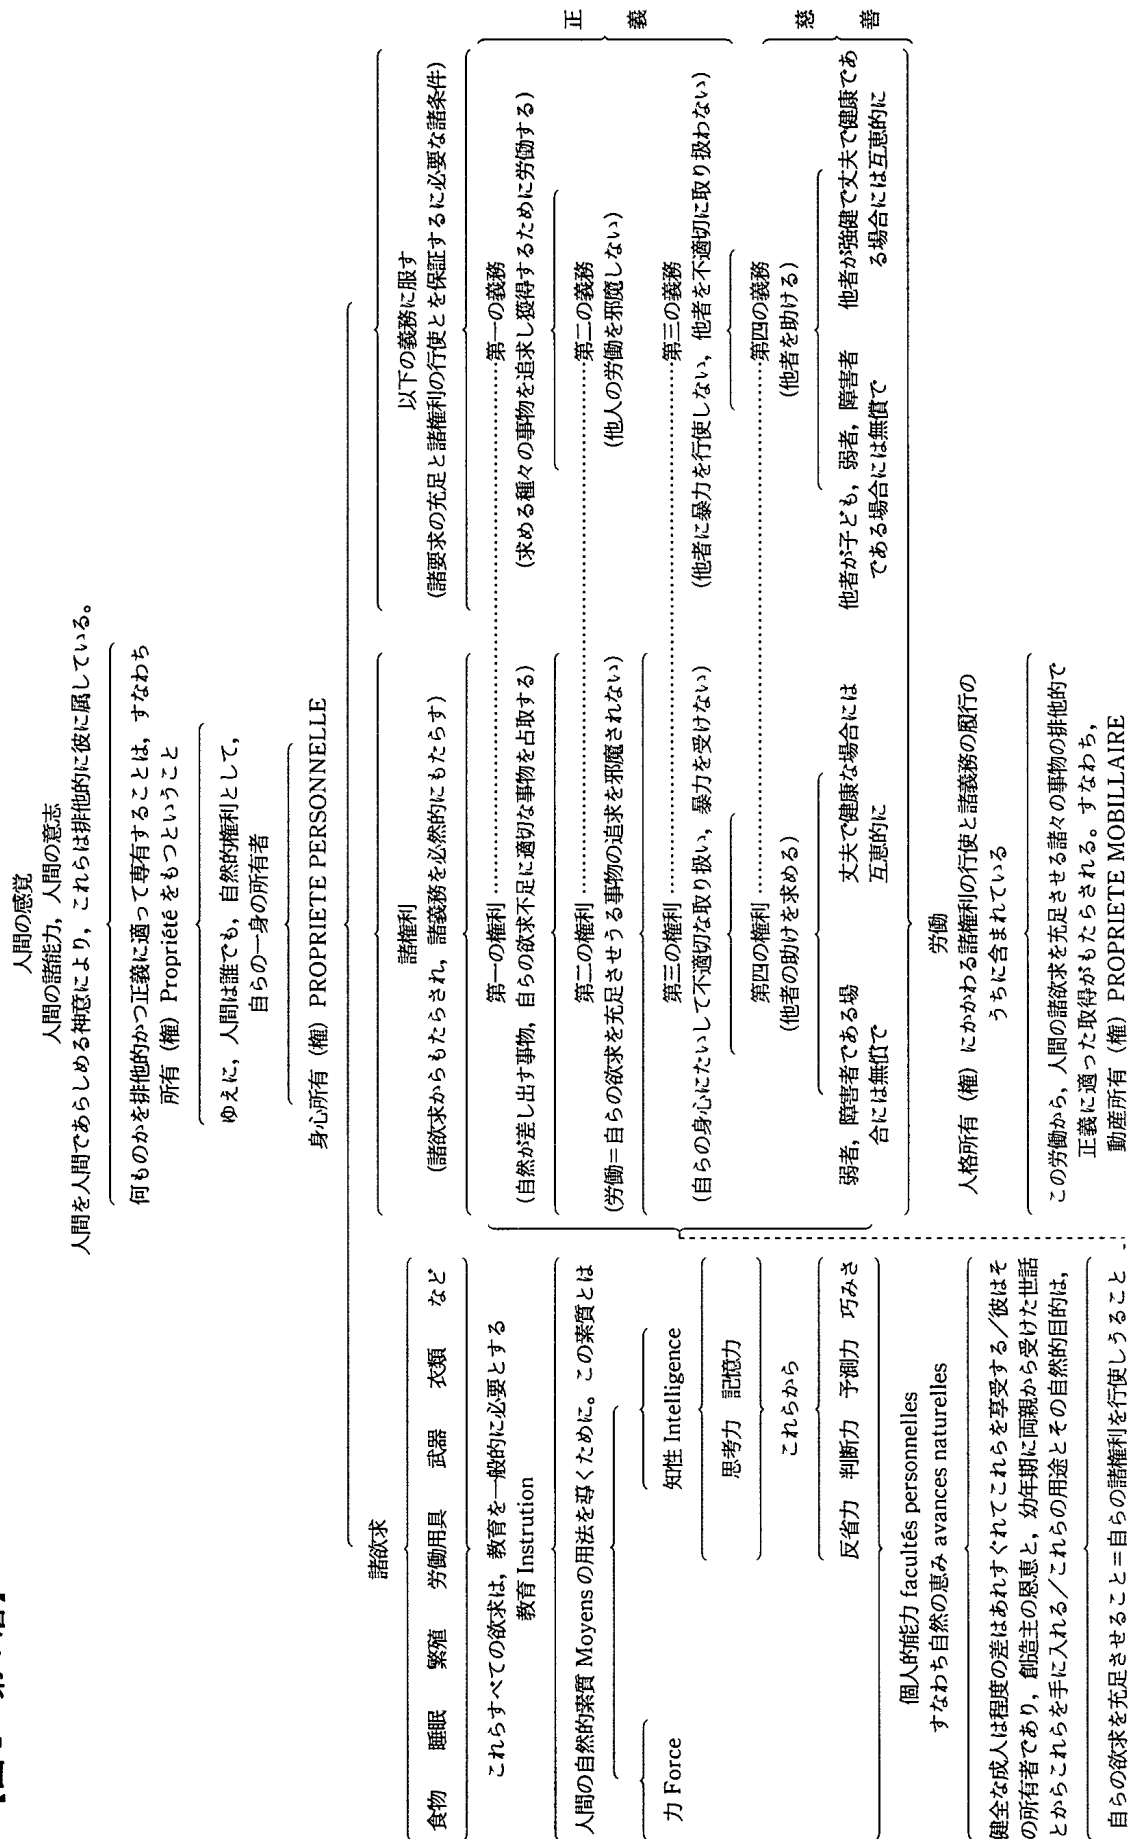 人間の感覚
人間の諸能力，人間の意志
人間を人間であらしめる神意により，これらは排他的に彼に属している。
何ものかを排他的かつ正義に適って専有することは，すなわち
所有（権）Propriétéをもつということ
ゆえに，人間は誰でも，自然的権利として，
自らの一身の所有者
身心所有（権）PROPRIETE PERSONNELLE
諸欲求
食物 睡眠 繁殖 労働用具 武器 衣類 など
これらすべての欲求は，教育を一般的に必要とする
教育 Instrution
人間の自然的素質 Moyens の用法を導くために。この素質とは
力 Force
知性 Intelligence
思考力 記憶力
これらから
反省力 判断力 予測力 巧みさ
個人的能力 facultés personnelles
すなわち自然の恵み avances naturelles
健全な成人は程度の差はあれすぐれてこれらを享受する／彼はそ
の所有者であり，創造主の恩恵と，幼年期に両親から受けた世話
とからこれらを手に入れる／これらの用途とその自然的目的は，
自らの欲求を充足させること＝自らの諸権利を行使しうること
諸権利
(諸欲求からもたらされ，諸義務を必然的にもたらす)
以下の義務に服す
(諸要求の充足と諸権利の行使とを保証するに必要な諸条件)
第一の権利……………第一の義務
(自然が差し出す事物，自らの欲求不足に適切な事物を占取する)
(求める種々の事物を追求し獲得するために労働する)
第二の権利……………第二の義務
(労働＝自らの欲求を充足させうる事物の追求を邪魔されない)
(他人の労働を邪魔しない)
第三の権利……………第三の義務
(自らの身心にたいして不適切な取り扱い，暴力を受けない)
(他者に暴力を行使しない，他者を不適切に取り扱わない)
第四の権利……………第四の義務
(他者の助けを求める)
(他者を助ける)
弱者，障害者である場
合には無償で
丈夫で健康な場合には
互恵的に
他者が子ども，弱者，障害者
である場合には無償で
他者が強健で丈夫で健康であ
る場合には互恵的に
正義
慈善
労働
人格所有（権）にかかわる諸権利の行使と諸義務の履行の
うちに含まれている
この労働から，人間の諸欲求を充足させる諸々の事物の排他的で
正義に適った取得がもたらされる。すなわち，
動産所有（権）PROPRIETE MOBILLAIRE